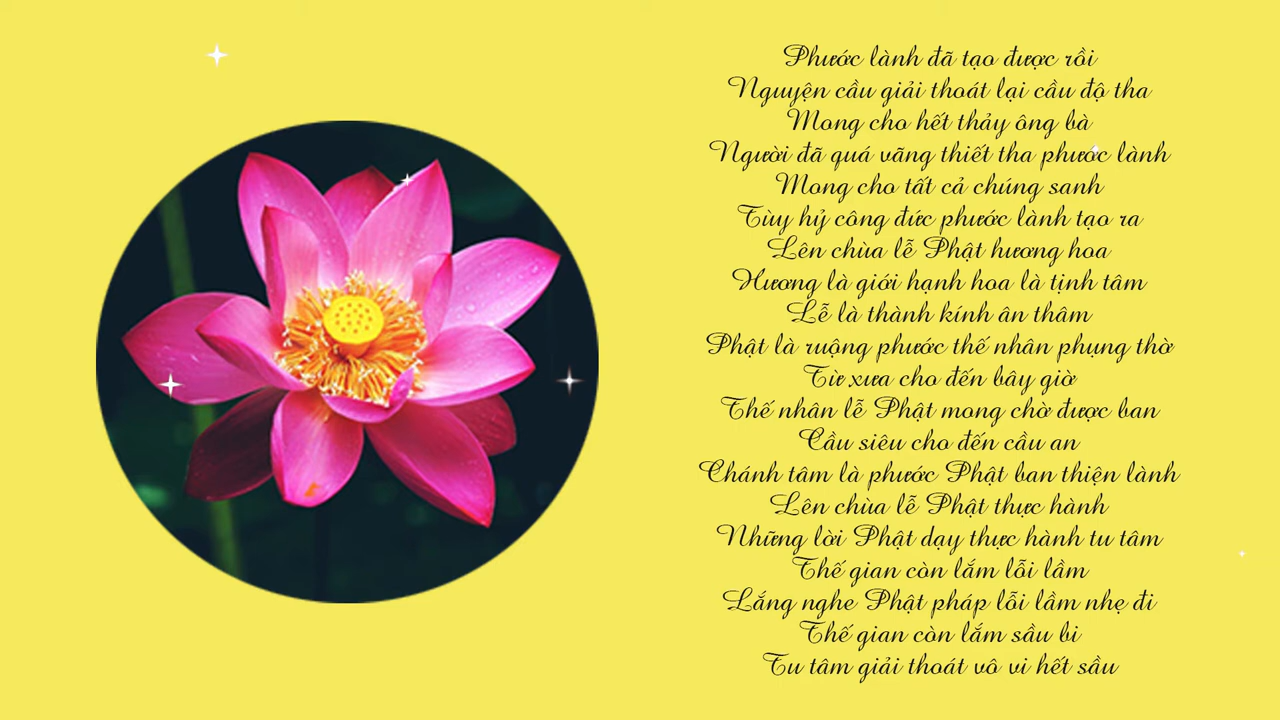 Phước lành đã tạo được rồi
Nguyện cầu giải thoát lại cầu độ tha
Mong cho hết thảy ông bà
Người đã quá vãng thiết tha phước lành
Mong cho tất cả chúng sanh
Tùy hỷ công đức phước lành tạo ra
Lên chùa lễ Phật hương hoa
Hương là giới hạnh hoa là tịnh tâm
Lễ là thành kính ân thâm
Phật là ruộng phước thế nhân phụng thờ
Từ xưa cho đến bây giờ
Thế nhân lễ Phật mong chờ được ban
Cầu siêu cho đến cầu an
Chánh tâm là phước Phật ban thiện lành
Lên chùa lễ Phật thực hành
Những lời Phật dạy thực hành tu tâm
Thế gian còn lắm lỗi lầm
Lắng nghe Phật pháp lỗi lầm nhẹ đi
Thế gian còn lắm sầu bi
Tu tâm giải thoát vô vi hết sầu